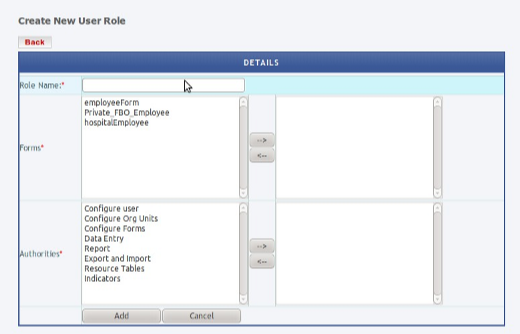 Create New User Role
Back
DETAILS
Role Name:*
employeeForm
Private_FBO_Employee
hospitalEmployee
Forms*
-->
<--
Configure user
Configure Org Units
Configure Forms
Data Entry
Report
Export and Import
Resource Tables
Indicators
Authorities*
-->
<--
Add Cancel